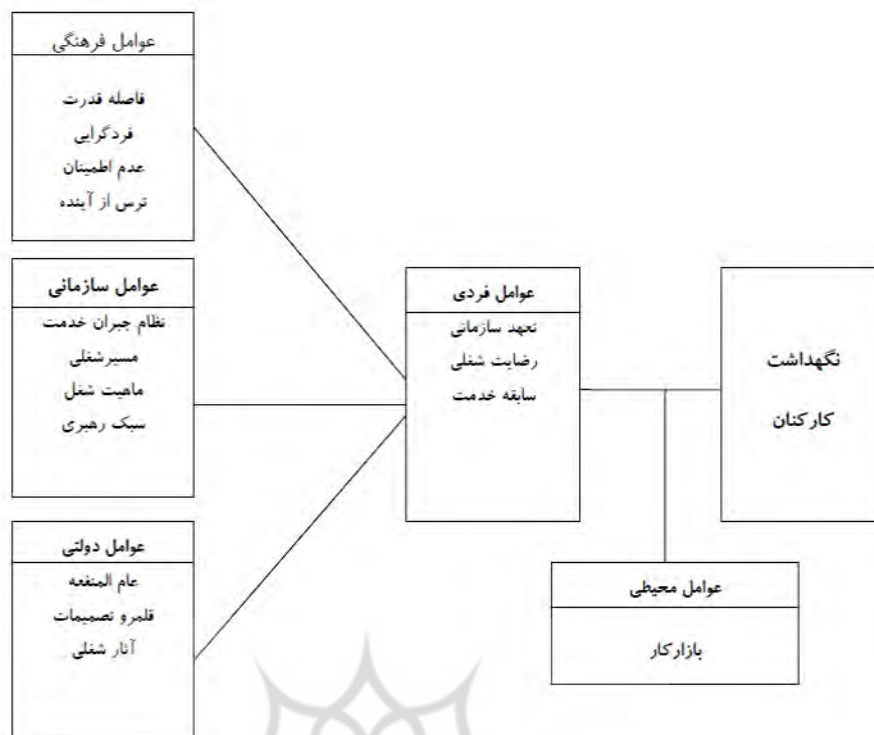 عوامل فرهنگی
فاصله قدرت
فردگرایی
عدم اطمینان
ترس از آینده
عوامل سازمانی
نظام جبران خدمت
مسیرشغلی
ماهیت شغل
سبک رهبری
عوامل دولتی
عام المنفعه
قلمرو تصمیمات
آثار شغلی
عوامل فردی
تعهد سازمانی
رضایت شغلی
سابقه خدمت
نگهداشت
کارکنان
عوامل محیطی
بازارکار